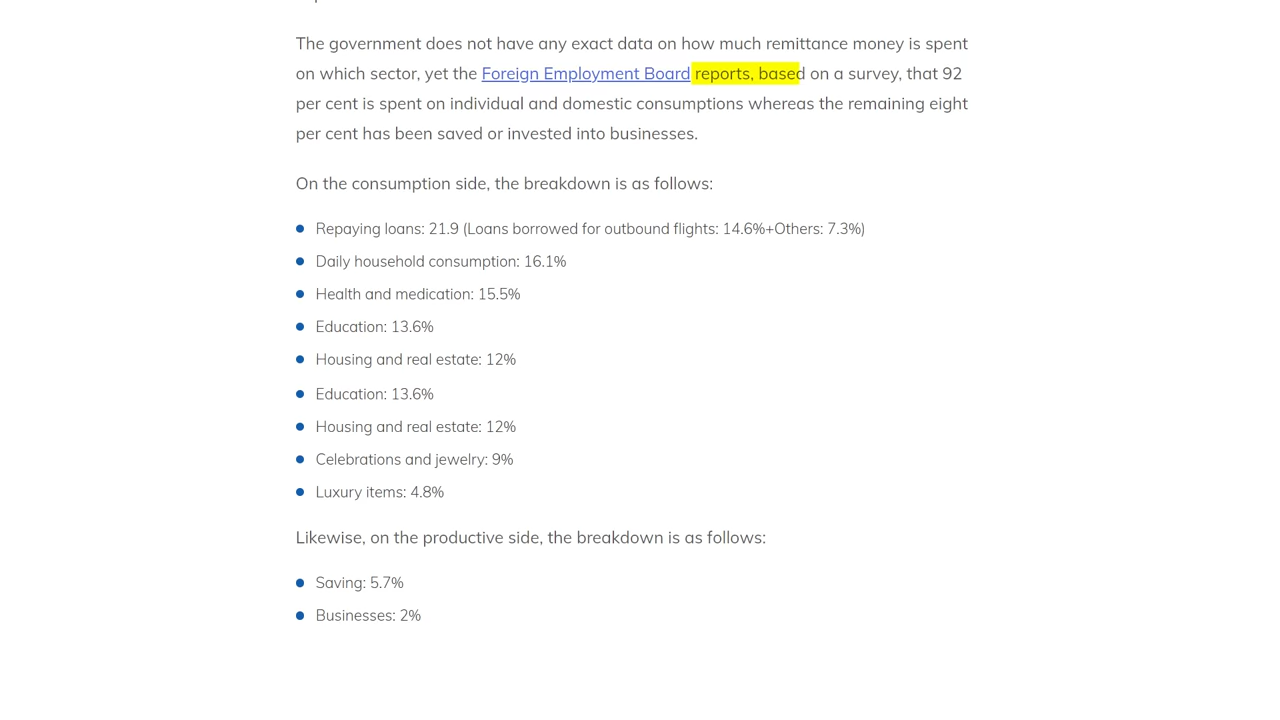 The government does not have any exact data on how much remittance money is spent
on which sector, yet the Foreign Employment Board reports, based on a survey, that 92
per cent is spent on individual and domestic consumptions whereas the remaining eight
per cent has been saved or invested into businesses.
On the consumption side, the breakdown is as follows:
Repaying loans: 21.9 (Loans borrowed for outbound flights: 14.6%+Others: 7.3%)
Daily household consumption: 16.1%
Health and medication: 15.5%
Education: 13.6%
Housing and real estate: 12%
Education: 13.6%
Housing and real estate: 12%
Celebrations and jewelry: 9%
Luxury items: 4.8%
Likewise, on the productive side, the breakdown is as follows:
Saving: 5.7%
Businesses: 2%